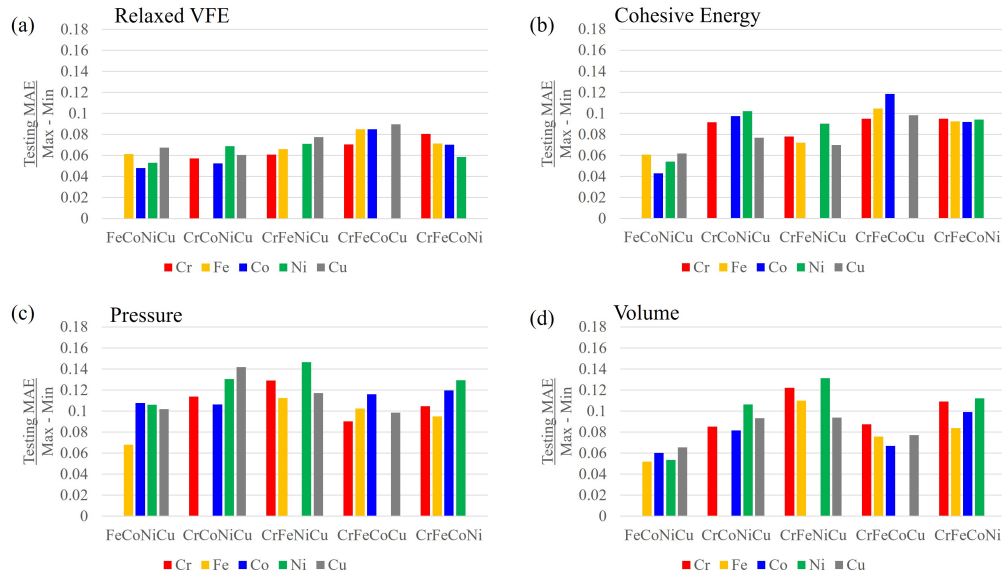 (a) Relaxed VFE
Testing MAE
Max - Min
0.18
0.16
0.14
0.12
0.1
0.08
0.06
0.04
0.02
0
FeCoNiCu CrCoNiCu CrFeNiCu CrFeCoCu CrFeCoNi
Cr Fe Co Ni Cu
(b) Cohesive Energy
Testing MAE
Max - Min
0.18
0.16
0.14
0.12
0.1
0.08
0.06
0.04
0.02
0
FeCoNiCu CrCoNiCu CrFeNiCu CrFeCoCu CrFeCoNi
Cr Fe Co Ni Cu
(c) Pressure
Testing MAE
Max - Min
0.18
0.16
0.14
0.12
0.1
0.08
0.06
0.04
0.02
0
FeCoNiCu CrCoNiCu CrFeNiCu CrFeCoCu CrFeCoNi
Cr Fe Co Ni Cu
(d) Volume
Testing MAE
Max - Min
0.18
0.16
0.14
0.12
0.1
0.08
0.06
0.04
0.02
0
FeCoNiCu CrCoNiCu CrFeNiCu CrFeCoCu CrFeCoNi
Cr Fe Co Ni Cu